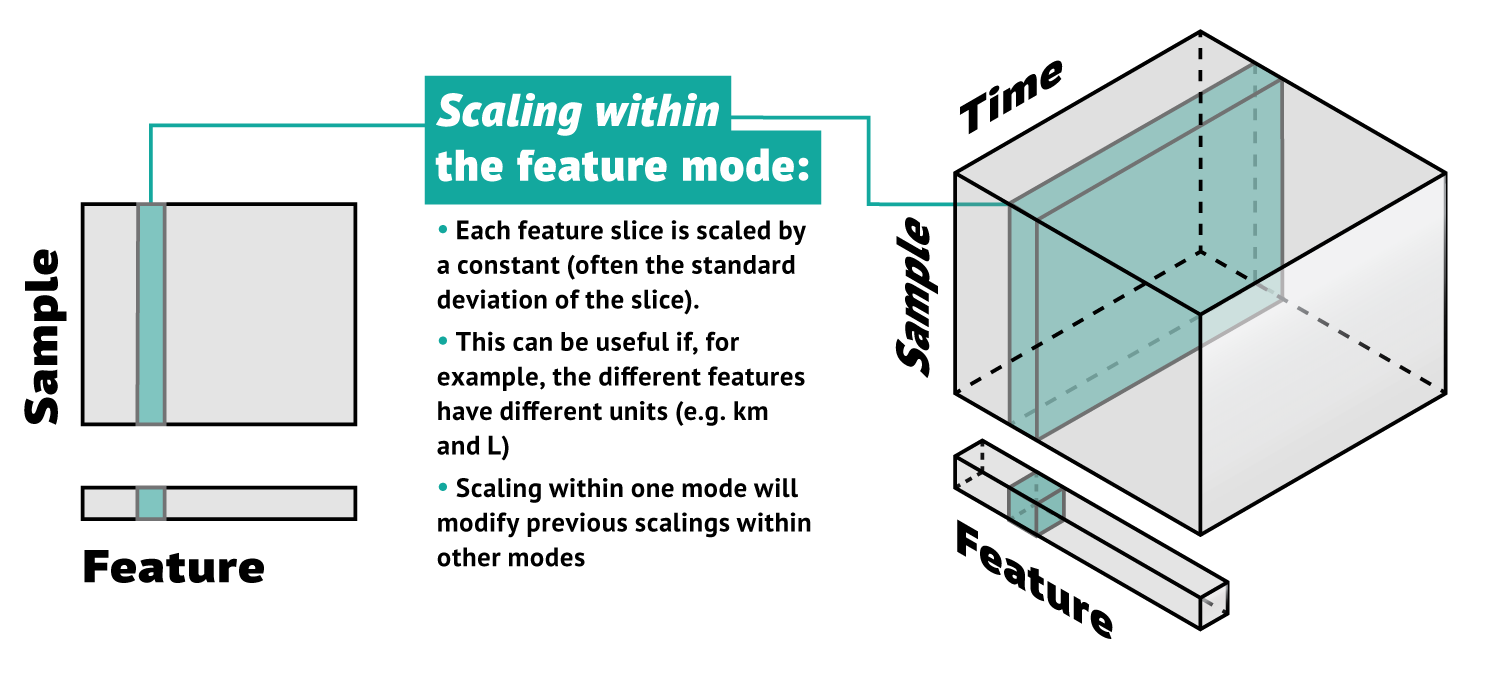 Scaling within
the feature mode:
• Each feature slice is scaled by
a constant (often the standard
deviation of the slice).
• This can be useful if, for
example, the different features
have different units (e.g. km
and L)
• Scaling within one mode will
modify previous scalings within
other modes
Sample
Feature
Time
Sample
Feature